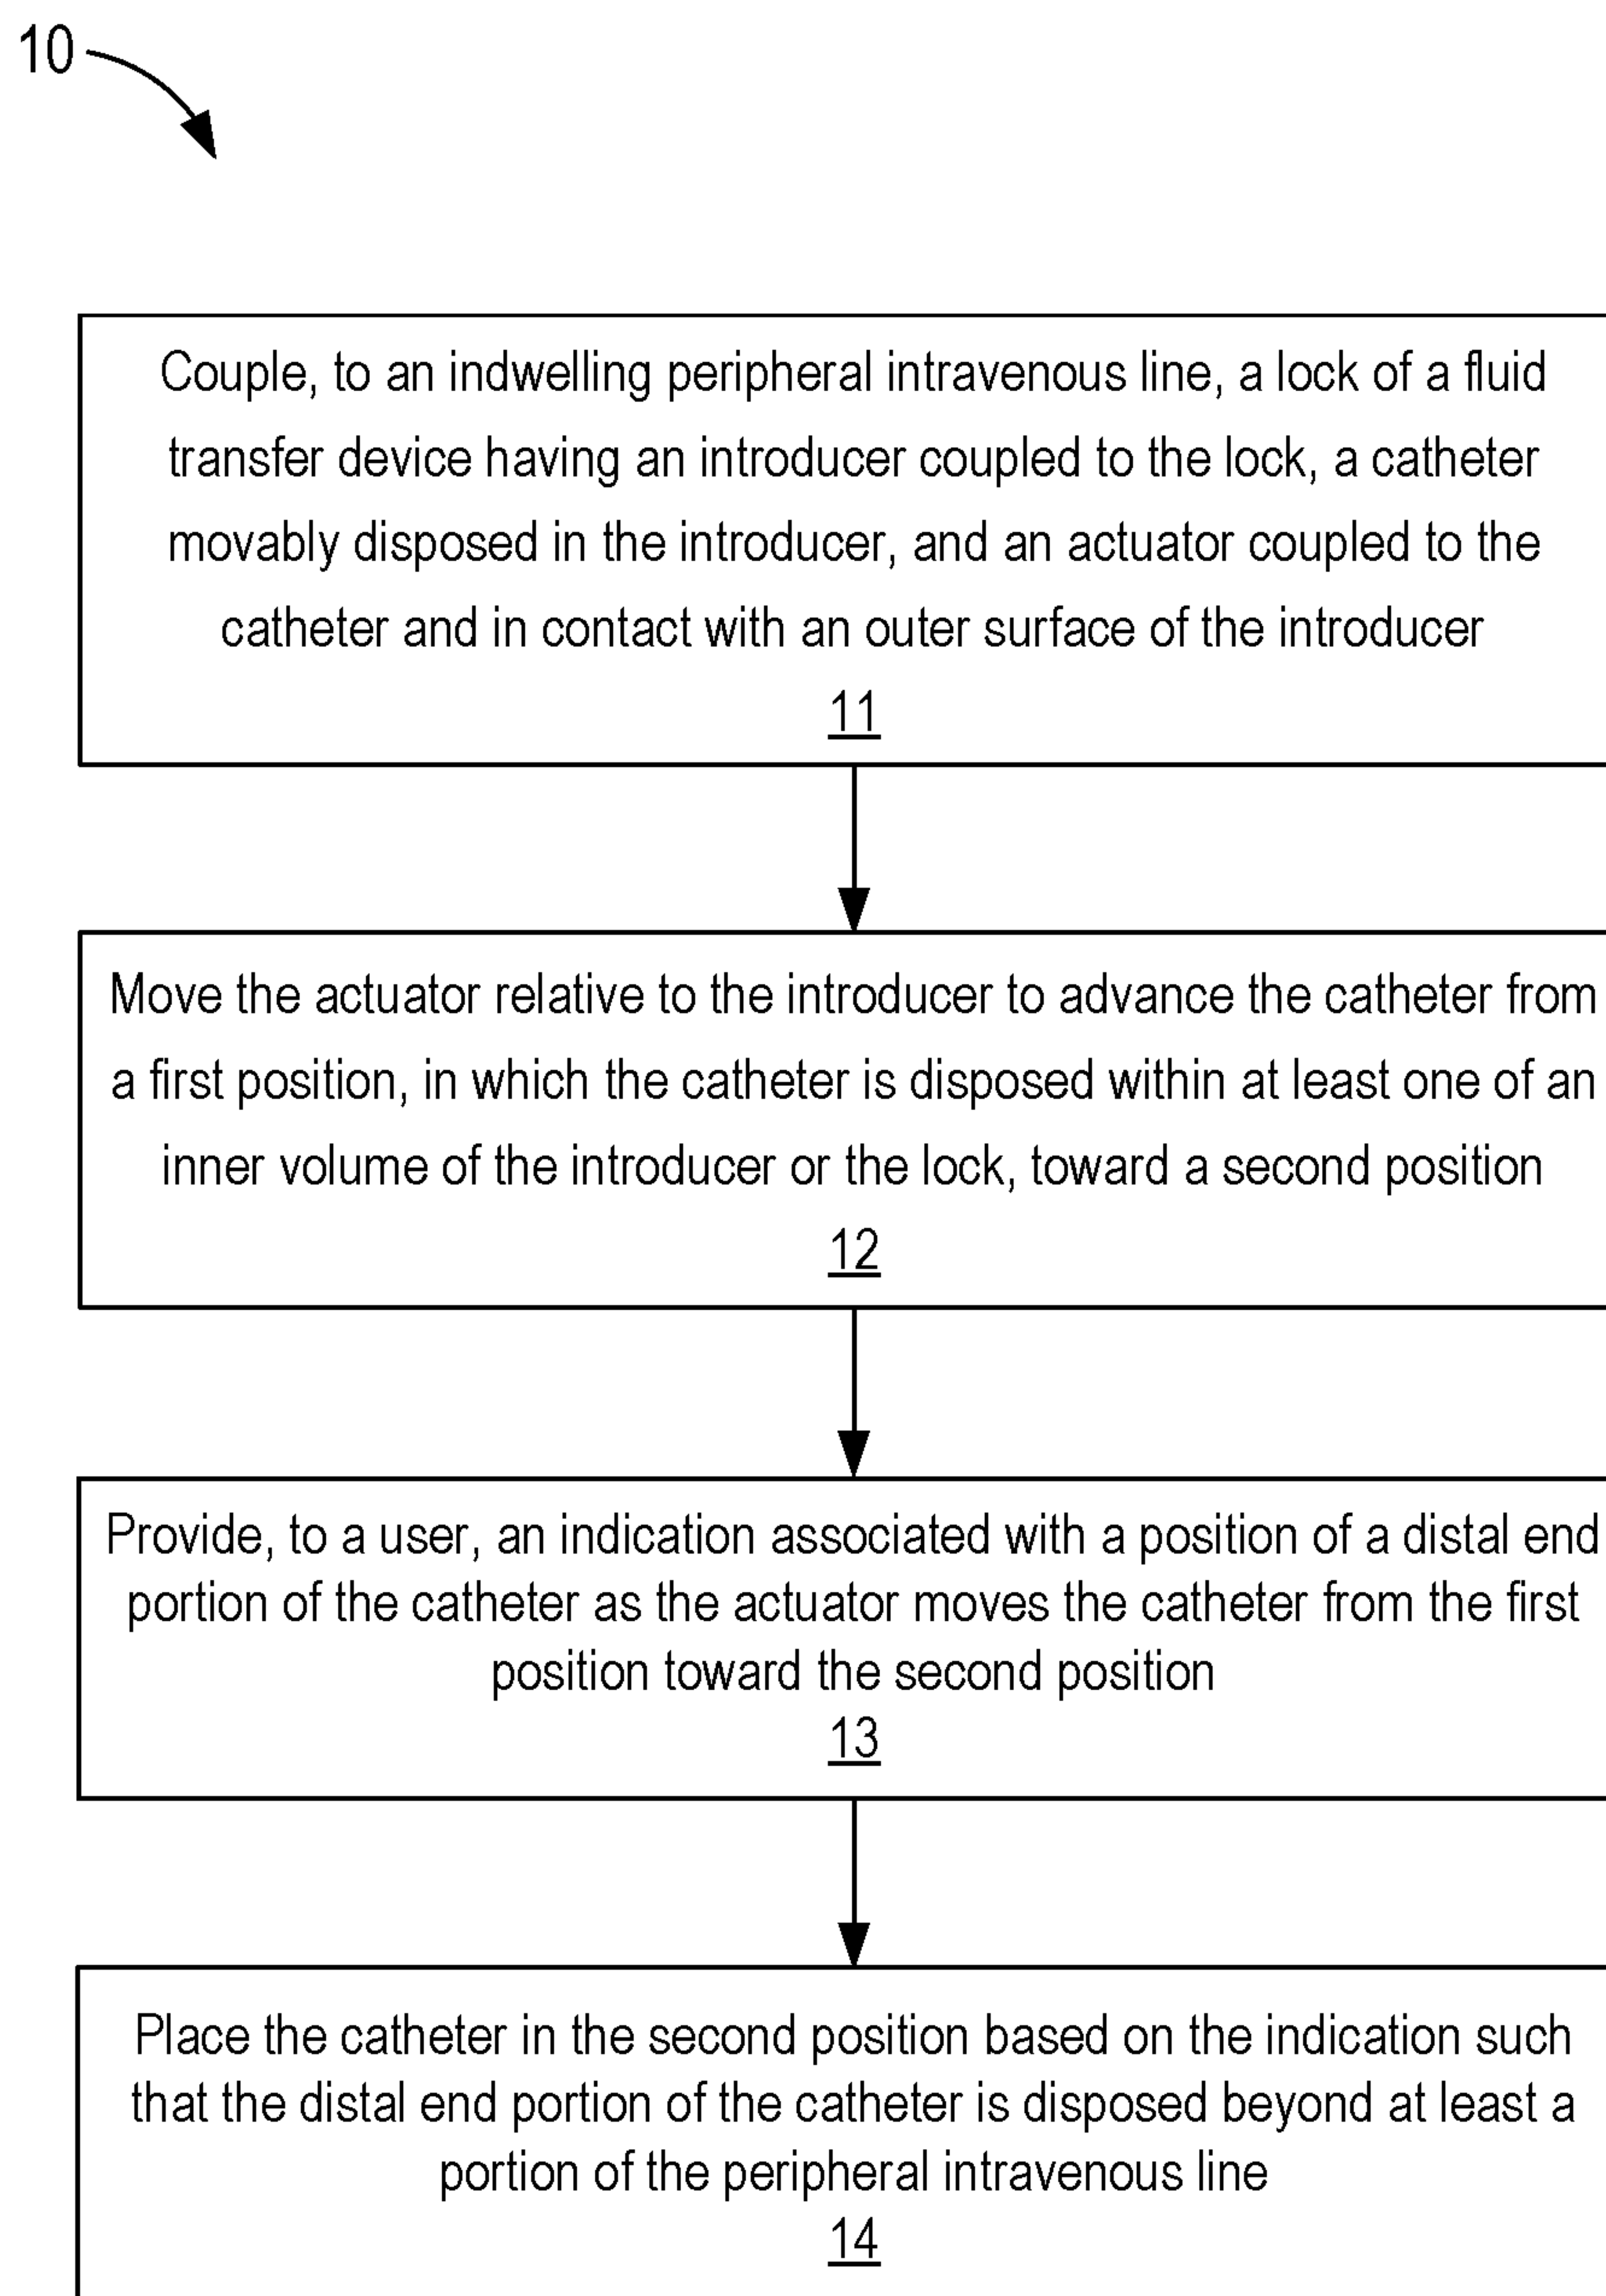 10
Couple, to an indwelling peripheral intravenous line, a lock of a fluid
transfer device having an introducer coupled to the lock, a catheter
movably disposed in the introducer, and an actuator coupled to the
catheter and in contact with an outer surface of the introducer
11
Move the actuator relative to the introducer to advance the catheter from
a first position, in which the catheter is disposed within at least one of an
inner volume of the introducer or the lock, toward a second position
12
Provide, to a user, an indication associated with a position of a distal end
portion of the catheter as the actuator moves the catheter from the first
position toward the second position
13
Place the catheter in the second position based on the indication such
that the distal end portion of the catheter is disposed beyond at least a
portion of the peripheral intravenous line
14